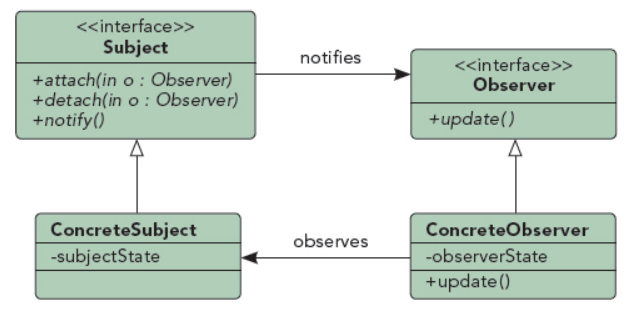 <<interface>>
Subject
+attach(in o : Observer)
+detach(in o : Observer)
+notify()
notifies
<<interface>>
Observer
+update()
ConcreteSubject
-subjectState
observes
ConcreteObserver
-observerState
+update()